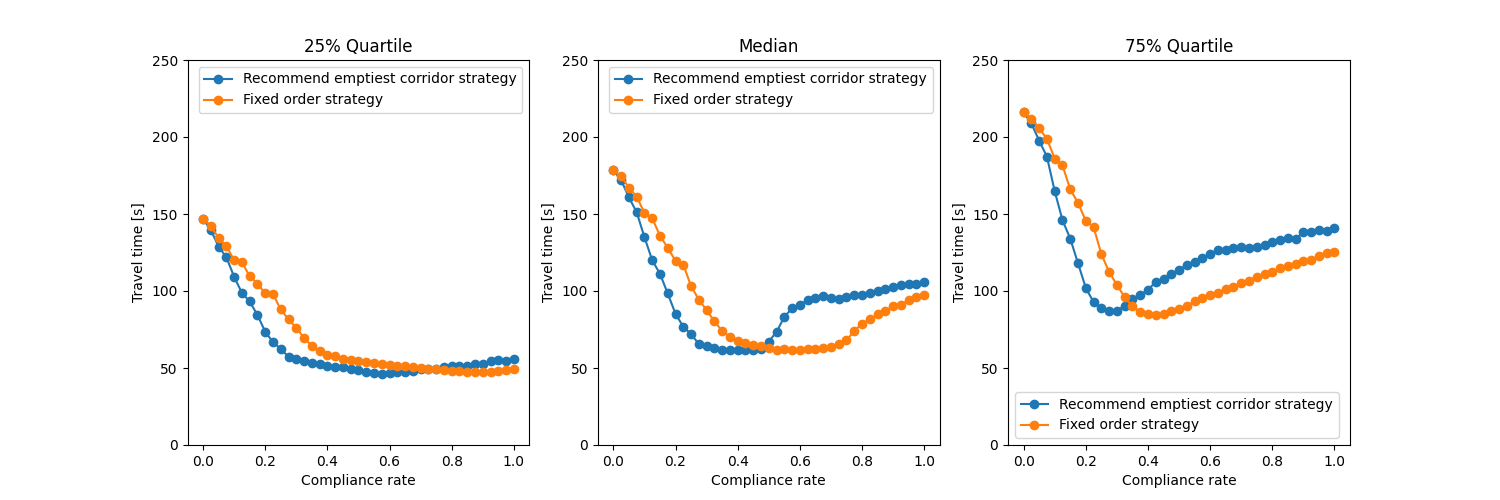 25% Quartile
250
200
150
100
50
0
Travel time [s]
Recommend emptiest corridor strategy
Fixed order strategy
0.0 0.2 0.4 0.6 0.8 1.0
Compliance rate
Median
250
200
150
100
50
0
Travel time [s]
Recommend emptiest corridor strategy
Fixed order strategy
0.0 0.2 0.4 0.6 0.8 1.0
Compliance rate
75% Quartile
250
200
150
100
50
0
Travel time [s]
Recommend emptiest corridor strategy
Fixed order strategy
0.0 0.2 0.4 0.6 0.8 1.0
Compliance rate